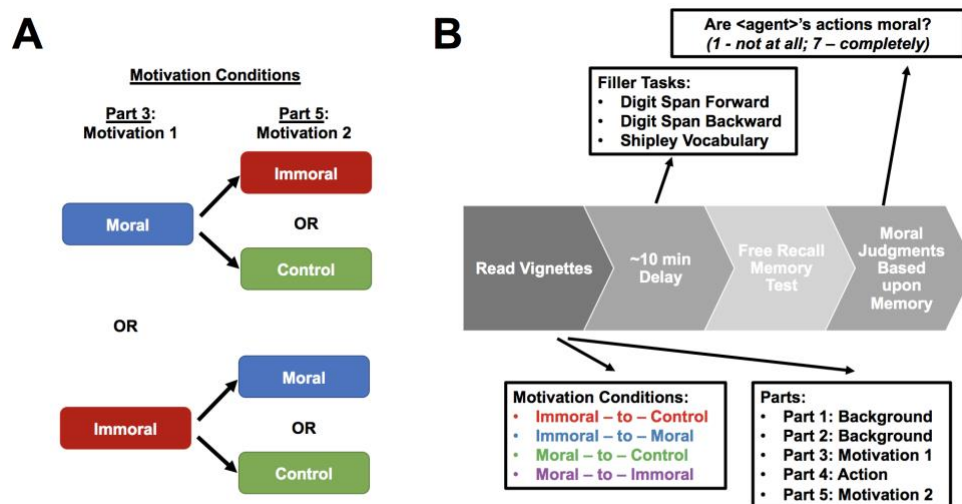 A
Motivation Conditions
Part 3:
Motivation 1
Part 5:
Motivation 2
Moral
Immoral
OR
Control
OR
Immoral
Moral
OR
Control
B
Are <agent>'s actions moral?
(1 - not at all; 7 – completely)
Filler Tasks:
• Digit Span Forward
• Digit Span Backward
• Shipley Vocabulary
Read Vignettes
~10 min
Delay
Free Recall
Memory
Test
Moral
Judgments
Based
upon
Memory
Motivation Conditions:
• Immoral – to – Control
• Immoral – to – Moral
• Moral – to – Control
• Moral – to – Immoral
Parts:
• Part 1: Background
• Part 2: Background
• Part 3: Motivation 1
• Part 4: Action
• Part 5: Motivation 2